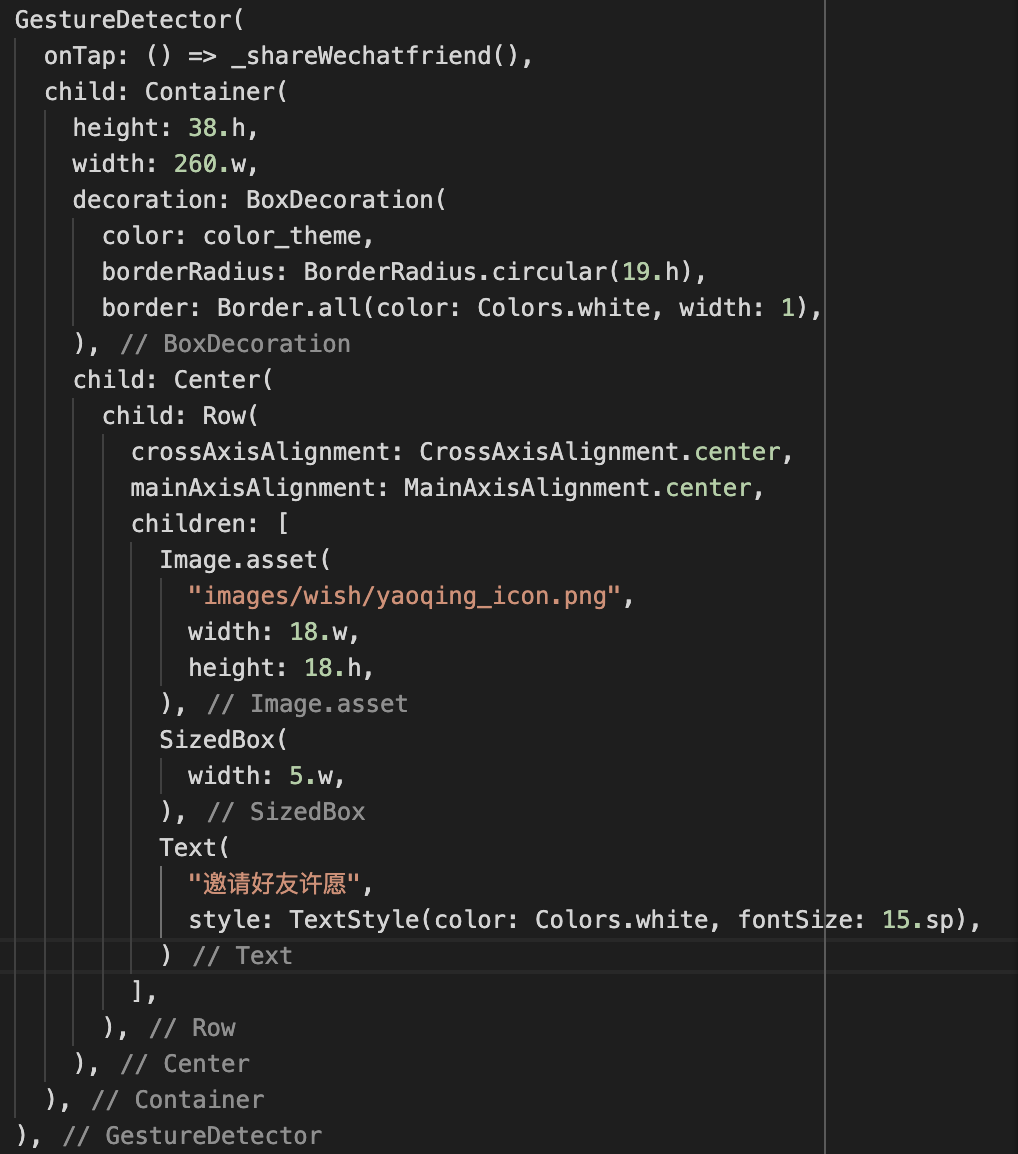 GestureDetector(
onTap: () => _shareWechatfriend(),
child: Container(
height: 38.h,
width: 260.w,
decoration: BoxDecoration(
color: color_theme,
borderRadius: BorderRadius.circular(19.h),
border: Border.all(color: Colors.white, width: 1),
), // BoxDecoration
child: Center(
child: Row(
crossAxisAlignment: CrossAxisAlignment.center,
mainAxisAlignment: MainAxisAlignment.center,
children: [
Image.asset(
"images/wish/yaoqing_icon.png",
width: 18.w,
height: 18.h,
), // Image.asset
SizedBox(
width: 5.w,
), // SizedBox
Text(
"邀请好友许愿",
style: TextStyle(color: Colors.white, fontSize: 15.sp),
) // Text
],
), // Row
), // Center
), // Container
), // GestureDetector